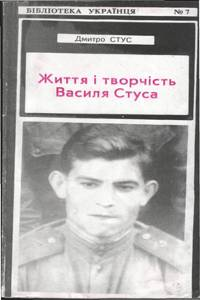 БІБЛІОТЕКА УКРАЇНЦЯ № 7
Дмитро СТУС
Життя і творчість
Василя Стуса